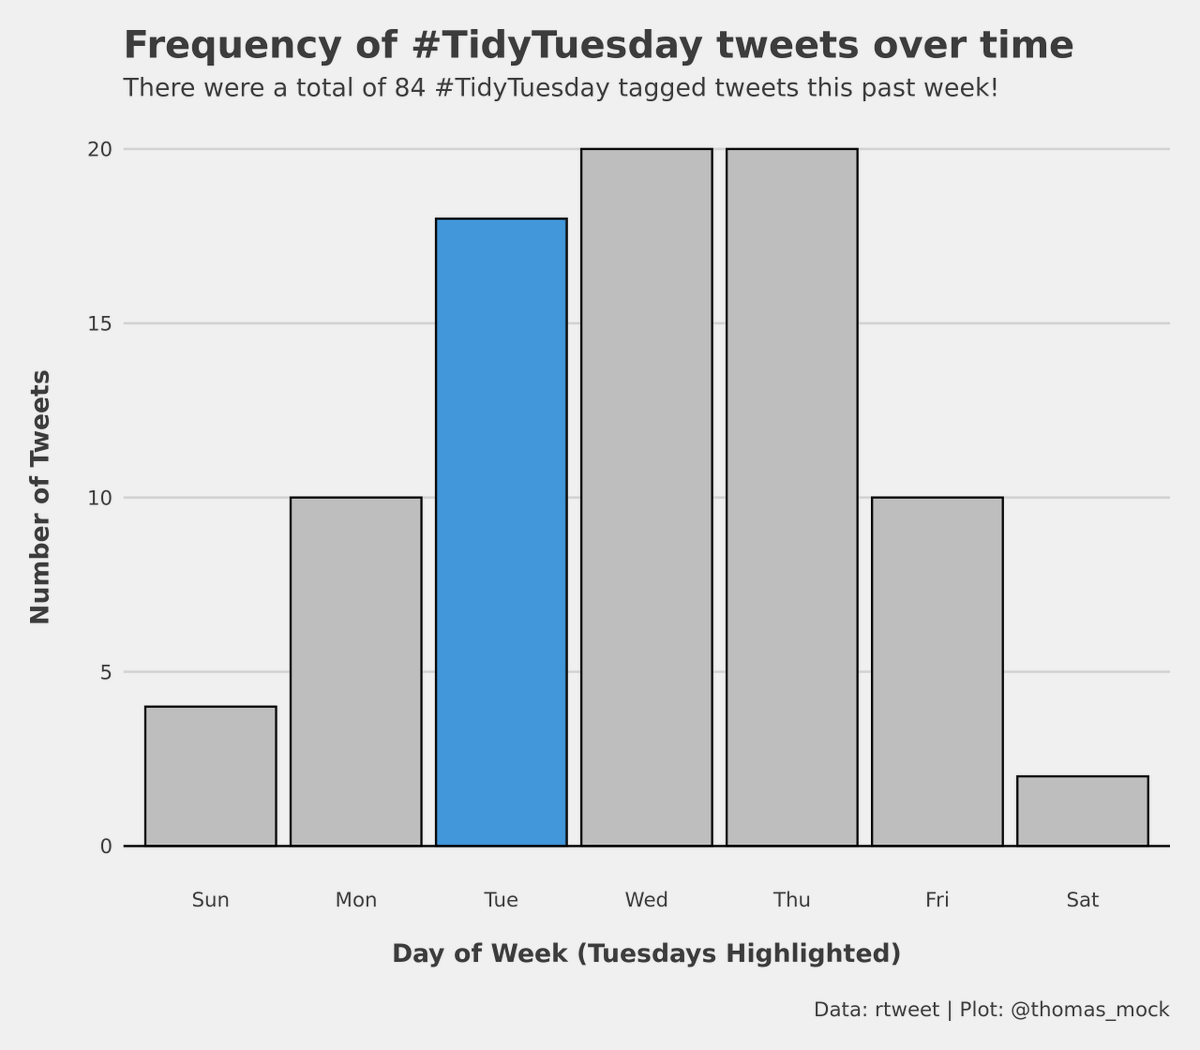 Frequency of #TidyTuesday tweets over time
There were a total of 84 #TidyTuesday tagged tweets this past week!
20
15
10
5
0
Number of Tweets
Sun Mon Tue Wed Thu Fri Sat
Day of Week (Tuesdays Highlighted)
Data: rtweet | Plot: @thomas_mock